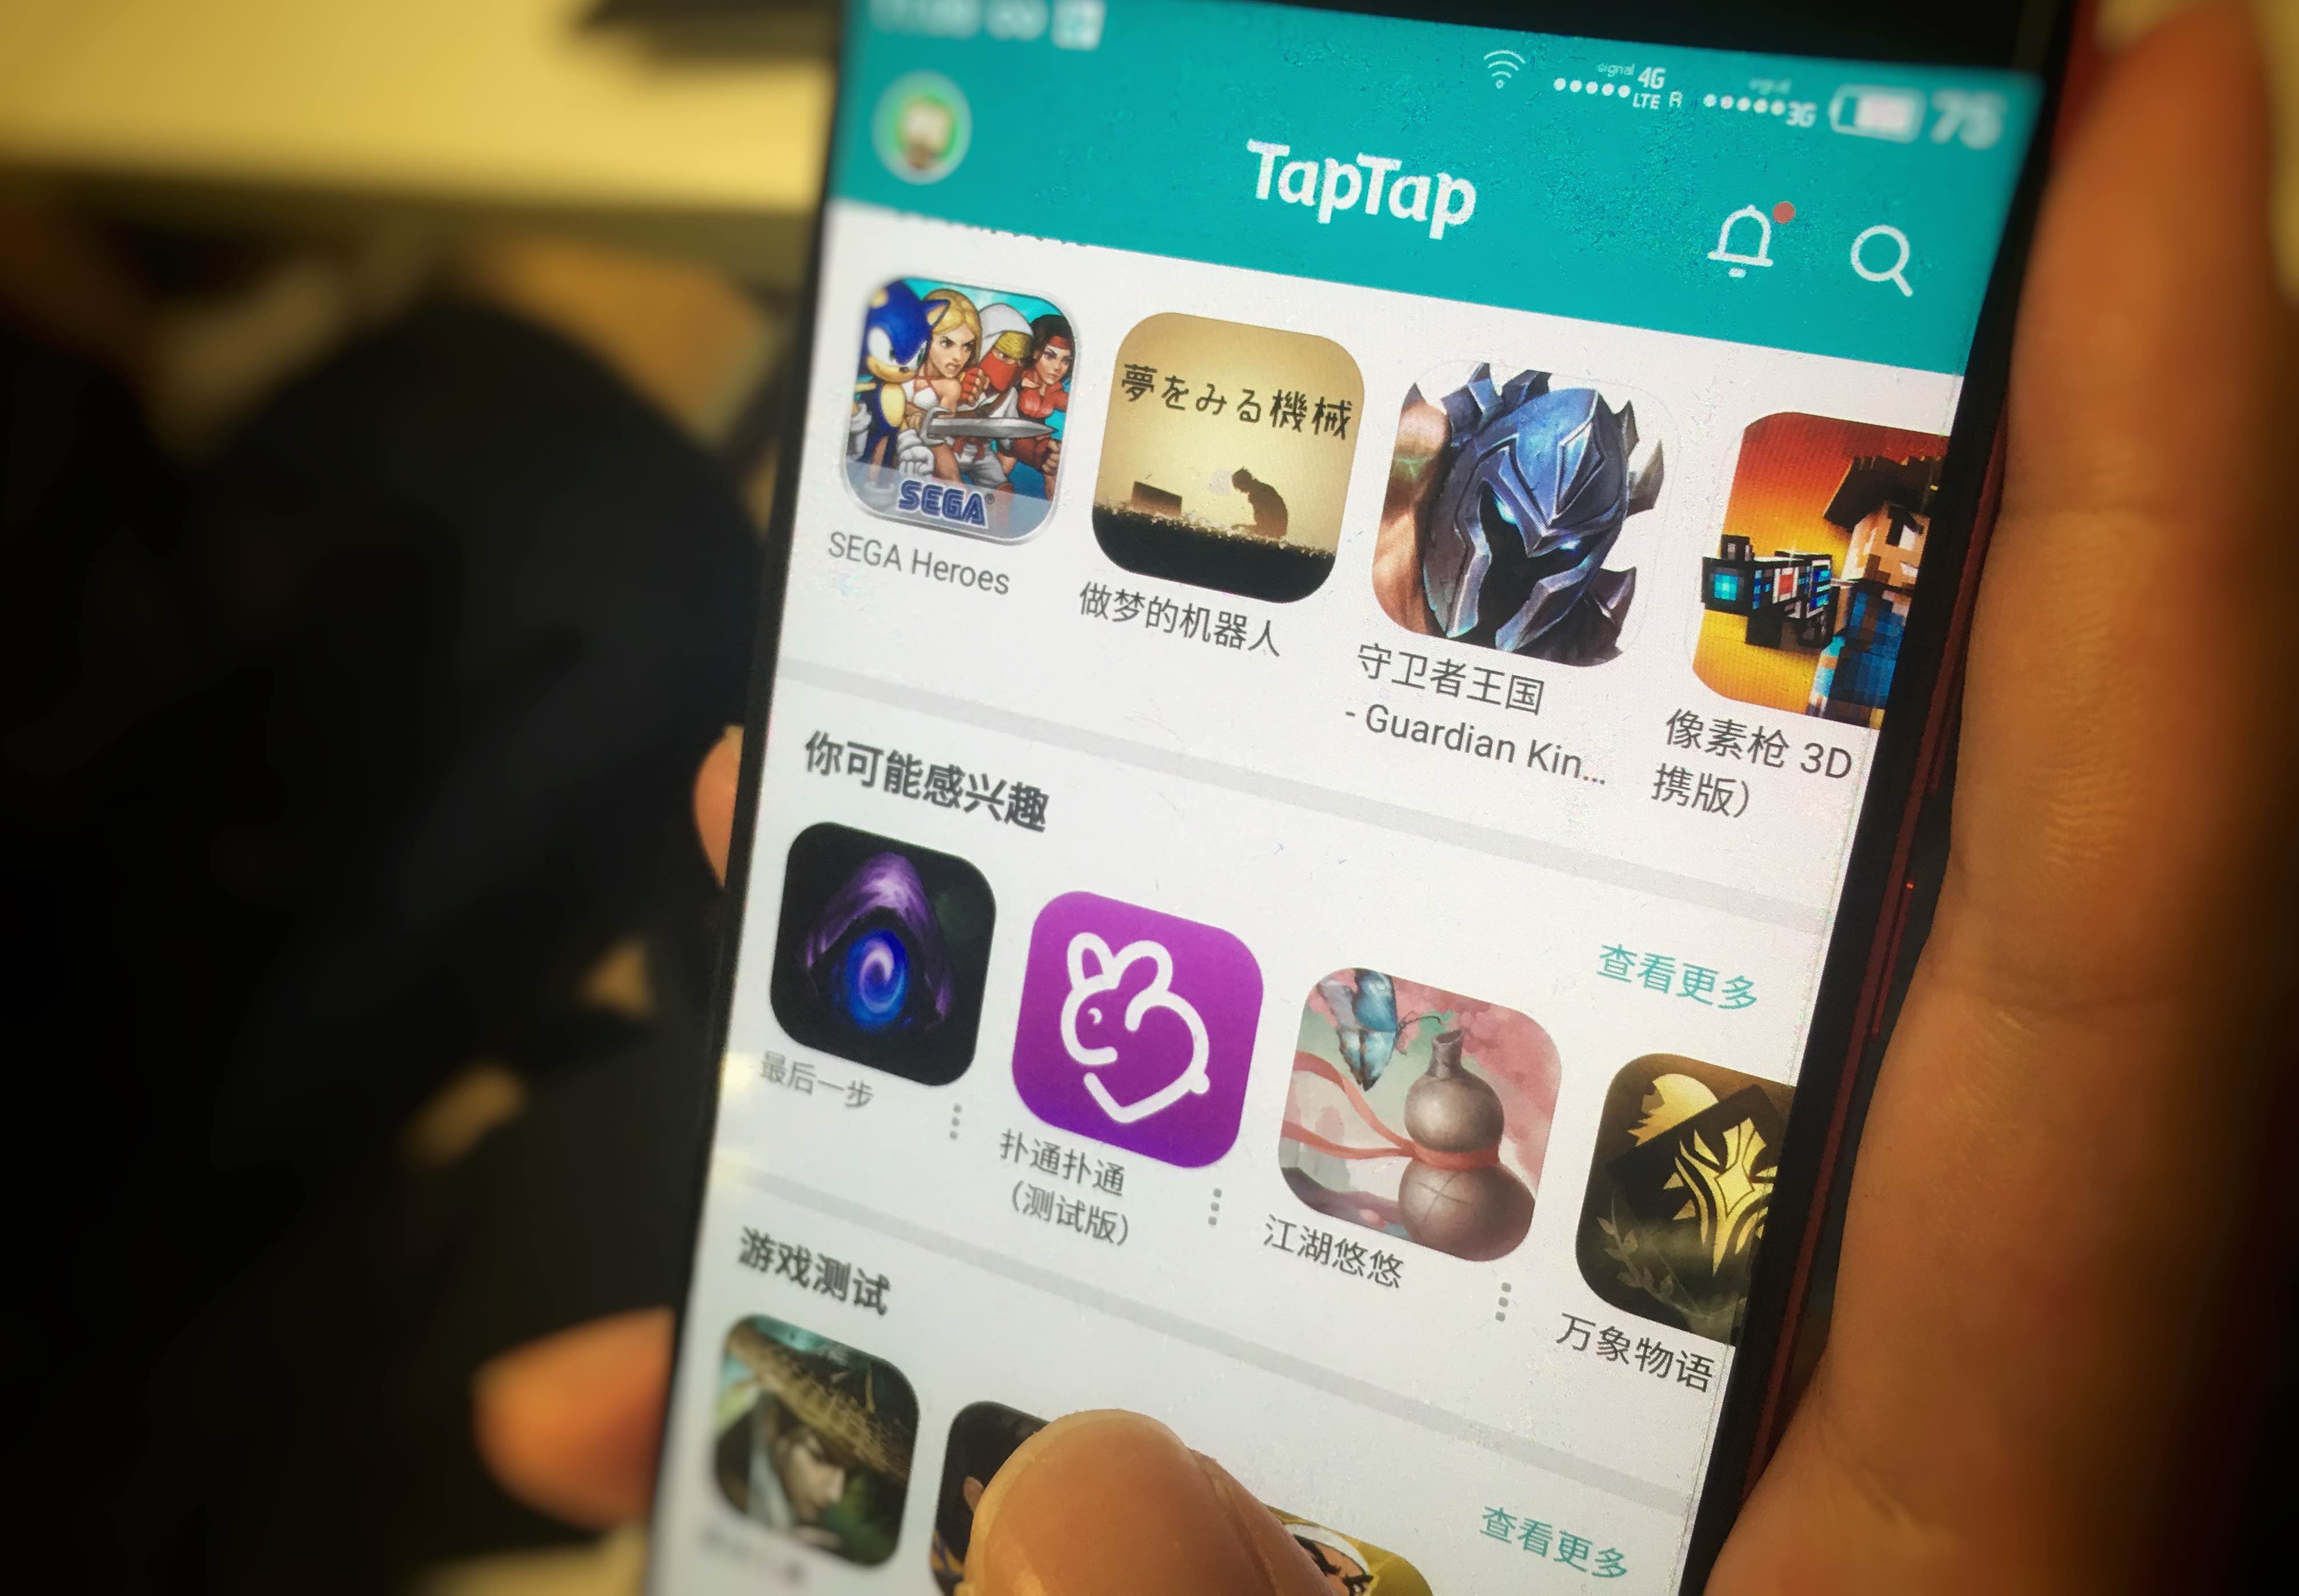 signal 4G
LTE R
signal
3G
75
TapTap
夢をみる機械
SEGA
SEGA Heroes
做梦的机器人
守卫者王国
- Guardian Kin...
像素枪 3D
携版）
你可能感兴趣
查看更多
最后一步
扑通扑通
（测试版）
江湖悠悠
万象物语
游戏测试
查看更多